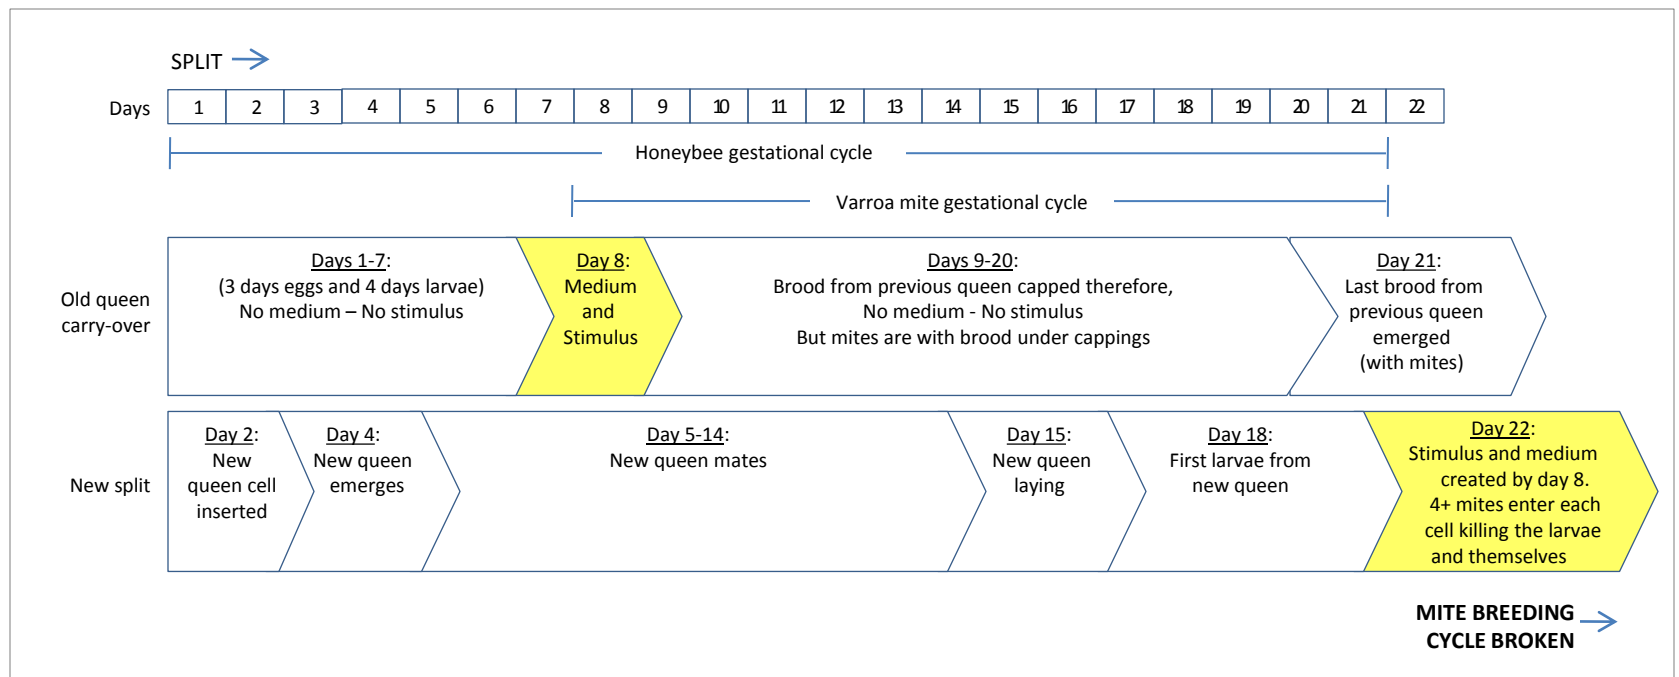 SPLIT
Days 1 2 3 4 5 6 7 8 9 10 11 12 13 14 15 16 17 18 19 20 21 22
Honeybee gestational cycle
Varroa mite gestational cycle
Old queen
carry-over
Days 1-7:
(3 days eggs and 4 days larvae)
No medium – No stimulus
Day 8:
Medium
and
Stimulus
Days 9-20:
Brood from previous queen capped therefore,
No medium - No stimulus
But mites are with brood under cappings
Day 21:
Last brood from
previous queen
emerged
(with mites)
New split
Day 2:
New
queen cell
inserted
Day 4:
New queen
emerges
Day 5-14:
New queen mates
Day 15:
New queen
laying
Day 18:
First larvae from
new queen
Day 22:
Stimulus and medium
created by day 8.
4+ mites enter each
cell killing the larvae
and themselves
MITE BREEDING
CYCLE BROKEN